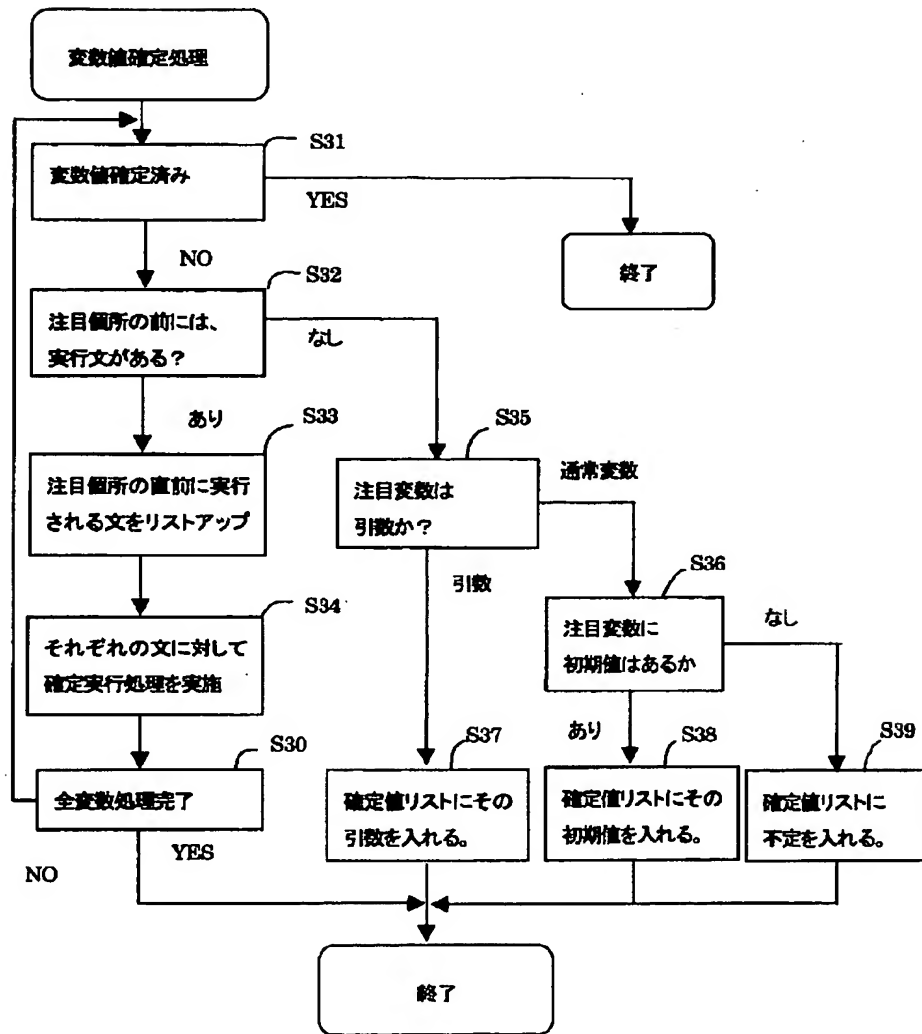 変数値確定処理
S31
変数値確定済み
YES
NO
終了
S32
注目個所の前には、
実行文がある?
なし
あり
S33
S35
注目個所の直前に実行
される文をリストアップ
注目変数は
引数か?
通常変数
引数
S36
S34
注目変数に
初期値はあるか
なし
それぞれの文に対して
確定実行処理を実施
あり
S30
S37
S38
S39
全変数処理完了
確定値リストにその
引数を入れる。
確定値リストにその
初期値を入れる。
確定値リストに
不定を入れる。
NO
YES
終了